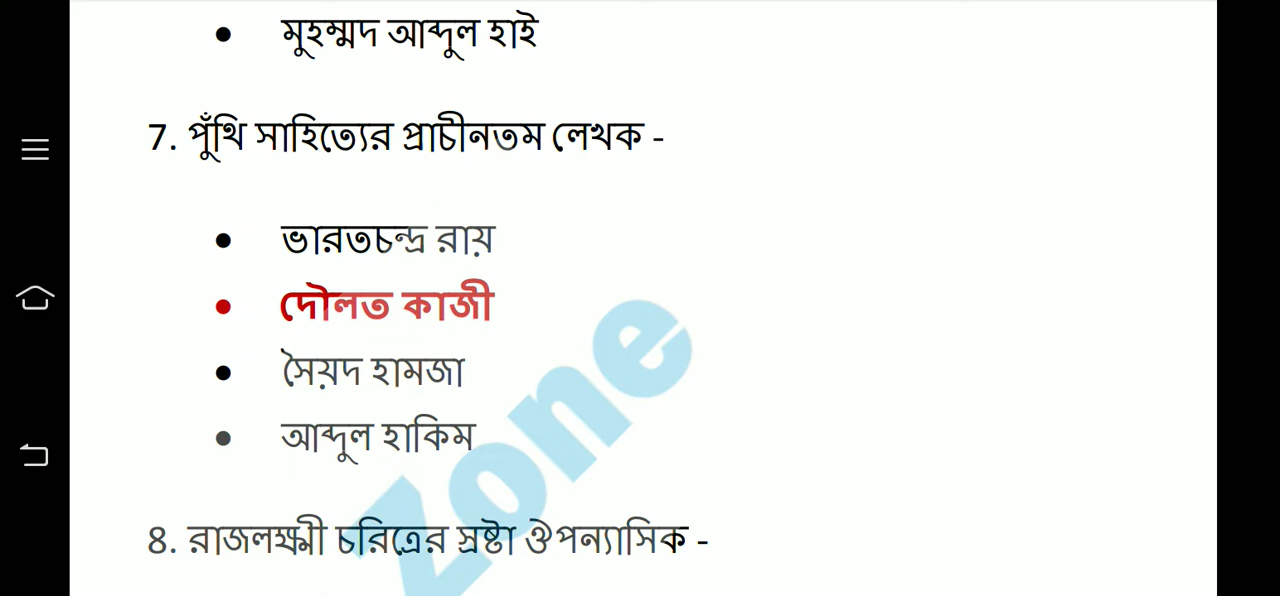 • মুহম্মদ আব্দুল হাই
7. পুঁথি সাহিত্যের প্রাচীনতম লেখক -
• ভারতচন্দ্র রায়
• দৌলত কাজী
• সৈয়দ হামজা
• আব্দুল হাকিম
Zone
8. রাজলক্ষ্মী চরিত্রের স্রষ্টা ঔপন্যাসিক -